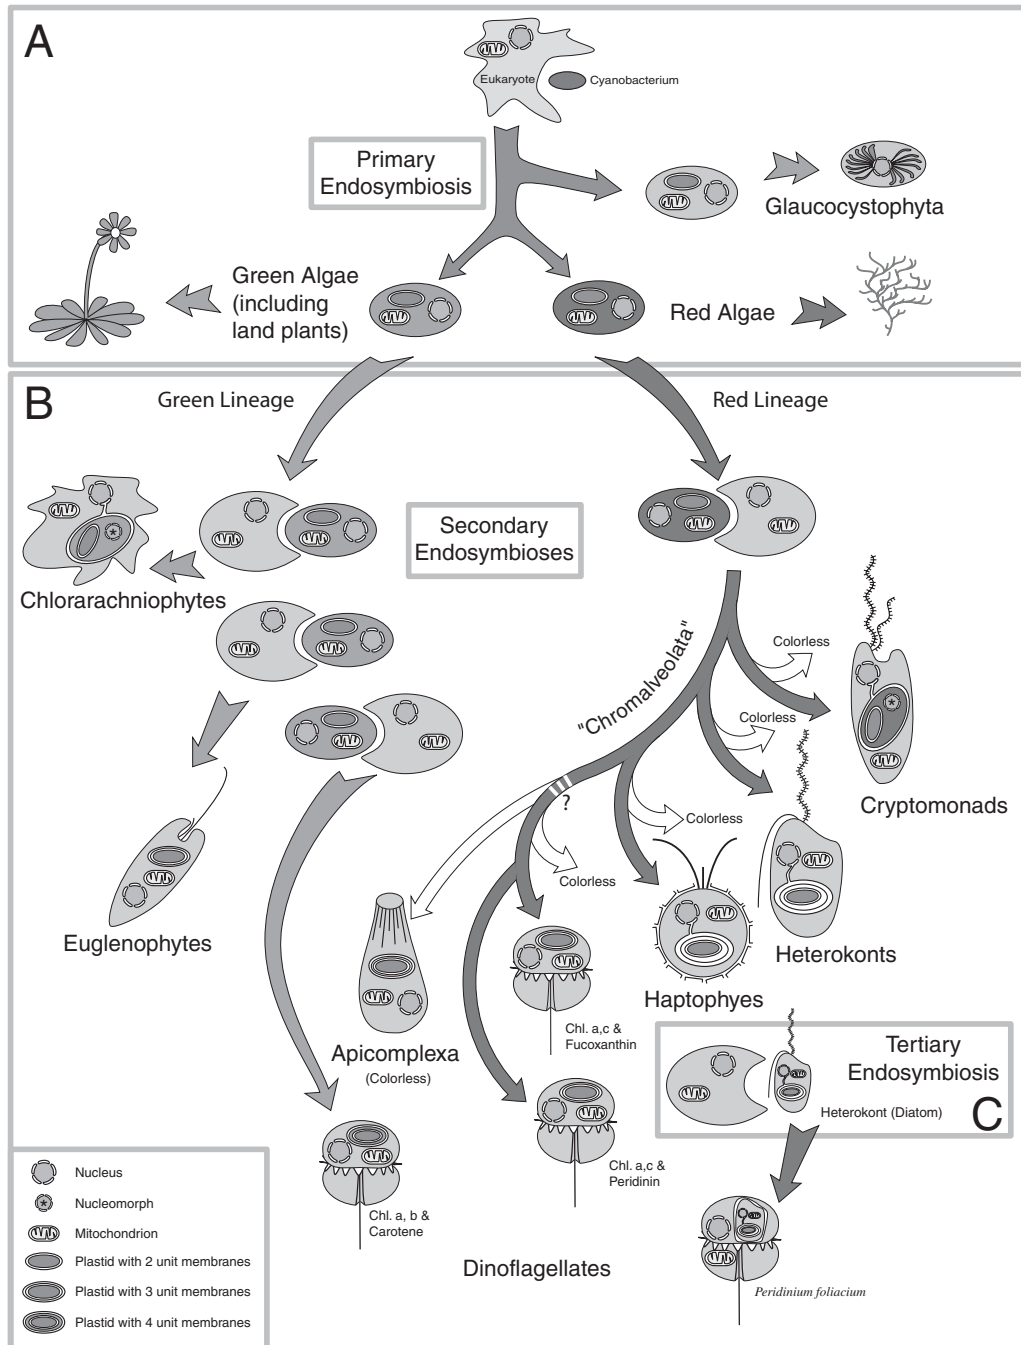 A
Eukaryote
Cyanobacterium
Primary
Endosymbiosis
Glaucocystophyta
Green Algae
(including
land plants)
Red Algae
B
Green Lineage
Red Lineage
Secondary
Endosymbioses
Chlorarachniophytes
"Chromalveolata"
Colorless
Colorless
Cryptomonads
?
Colorless
Colorless
Euglenophytes
Heterokonts
Haptophyes
Chl. a,c &
Fucoxanthin
Apicomplexa
(Colorless)
Tertiary
Endosymbiosis
Heterokont (Diatom)
C
Chl. a,c &
Peridinin
Chl. a, b &
Carotene
Dinoflagellates
Peridinium foliacium
Nucleus
Nucleomorph
Mitochondrion
Plastid with 2 unit membranes
Plastid with 3 unit membranes
Plastid with 4 unit membranes